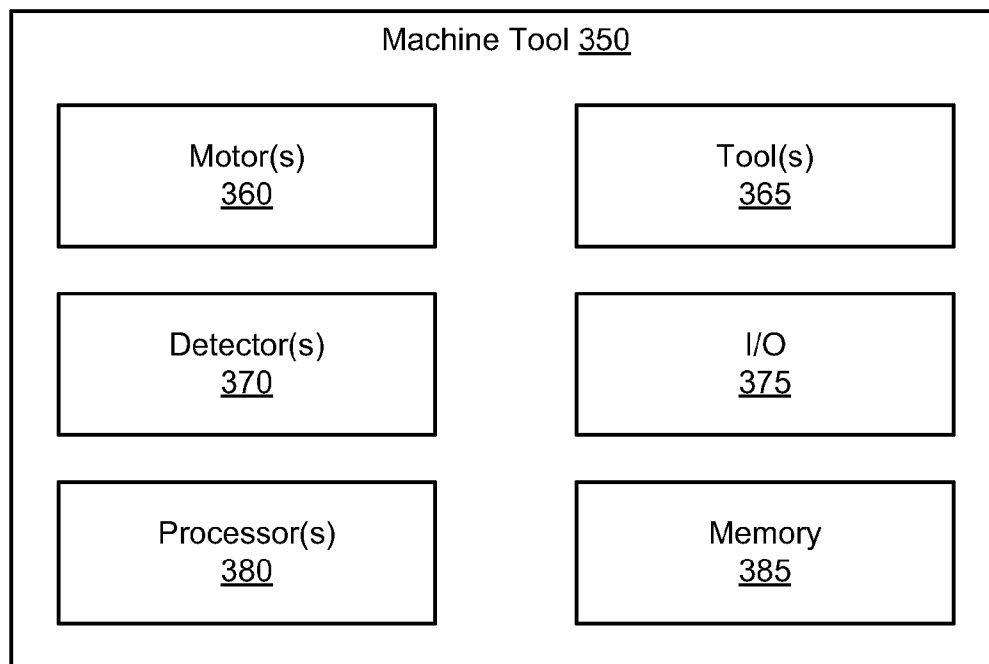 Machine Tool 350
Motor(s)
360
Tool(s)
365
Detector(s)
370
I/O
375
Processor(s)
380
Memory
385